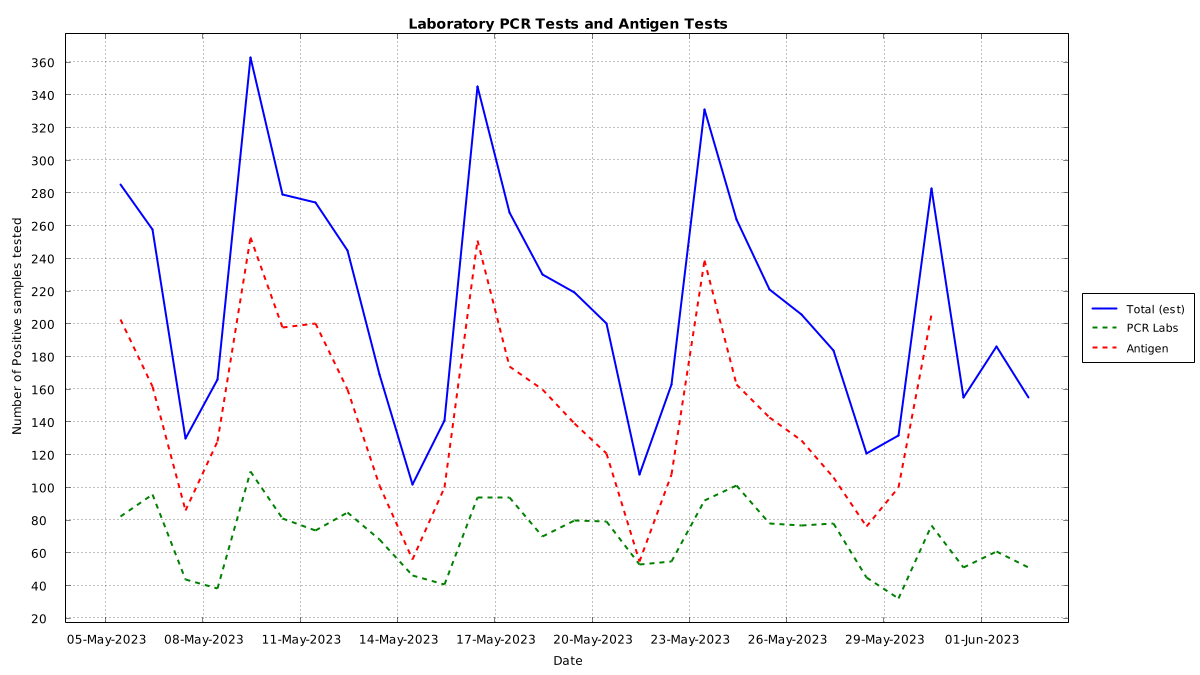 Laboratory PCR Tests and Antigen Tests
360
340
320
300
280
260
240
220
200
180
160
140
120
100
80
60
40
20
Number of Positive samples tested
05-May-2023 08-May-2023 11-May-2023 14-May-2023 17-May-2023 20-May-2023 23-May-2023 26-May-2023 29-May-2023 01-Jun-2023
Date
Total (est)
PCR Labs
Antigen